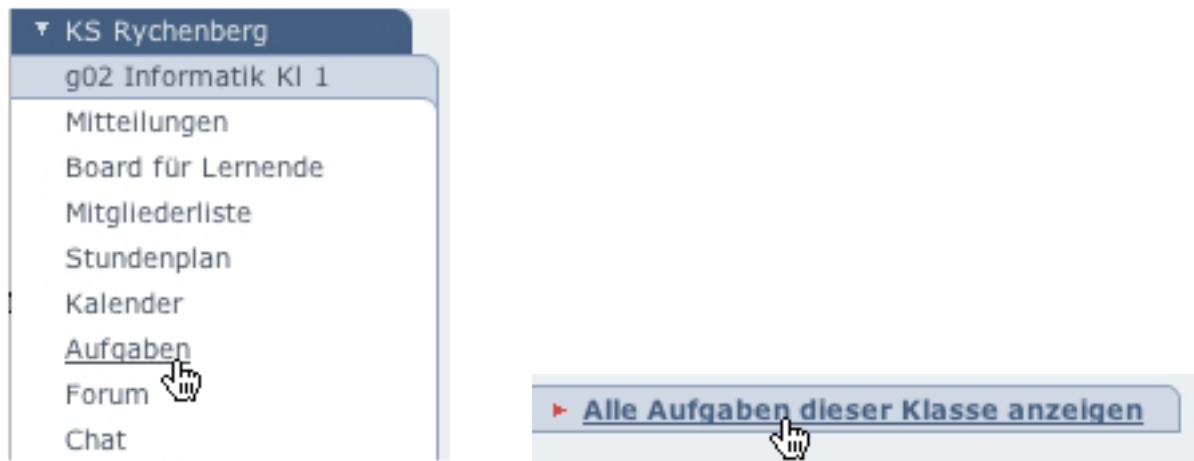 KS Rychenberg
g02 Informatik Kl 1
Mitteilungen
Board für Lernende
Mitgliederliste
Stundenplan
Kalender
Aufgaben
Forum
Chat
Alle Aufgaben dieser Klasse anzeigen